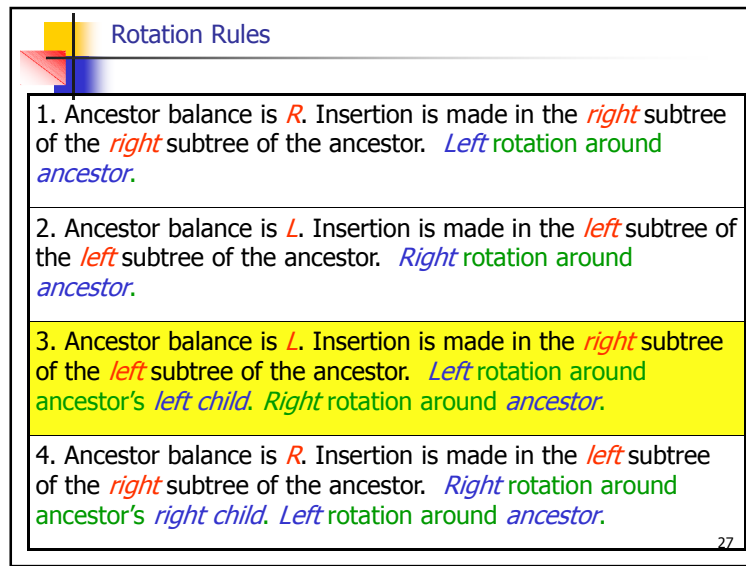 Rotation Rules
1. Ancestor balance is R. Insertion is made in the right subtree
of the right subtree of the ancestor. Left rotation around
ancestor.
2. Ancestor balance is L. Insertion is made in the left subtree of
the left subtree of the ancestor. Right rotation around
ancestor.
3. Ancestor balance is L. Insertion is made in the right subtree
of the left subtree of the ancestor. Left rotation around
ancestor's left child. Right rotation around ancestor.
4. Ancestor balance is R. Insertion is made in the left subtree
of the right subtree of the ancestor. Right rotation around
ancestor's right child. Left rotation around ancestor.
27